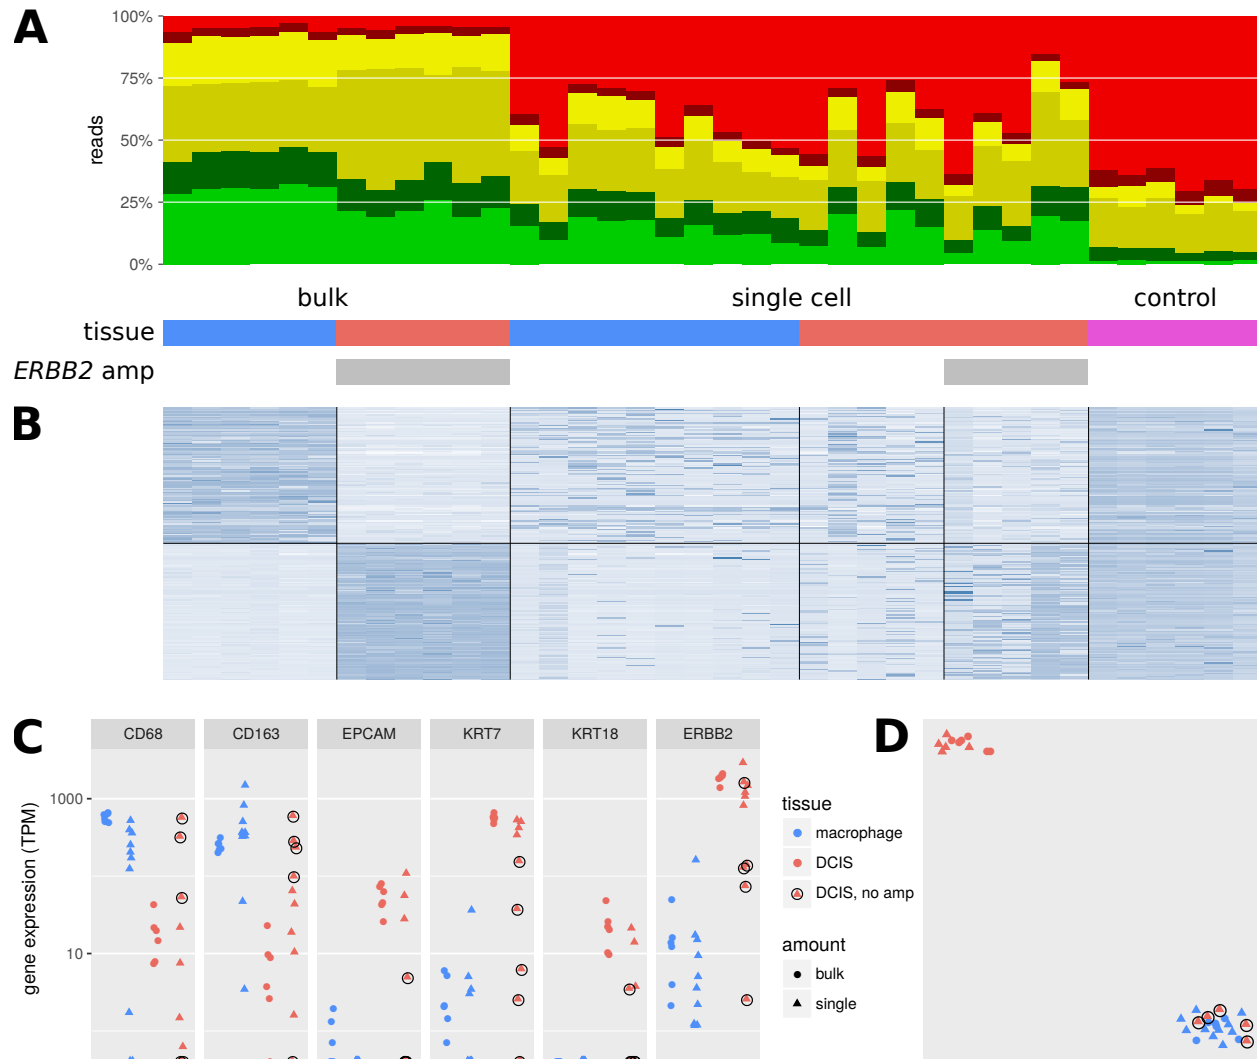 A
100%
75%
50%
25%
0%
reads
bulk
single cell
control
tissue
ERBB2 amp
B
C
CD68
CD163
EPCAM
KRT7
KRT18
ERBB2
1000
10
gene expression (TPM)
tissue
macrophage
DCIS
DCIS, no amp
amount
bulk
single
D